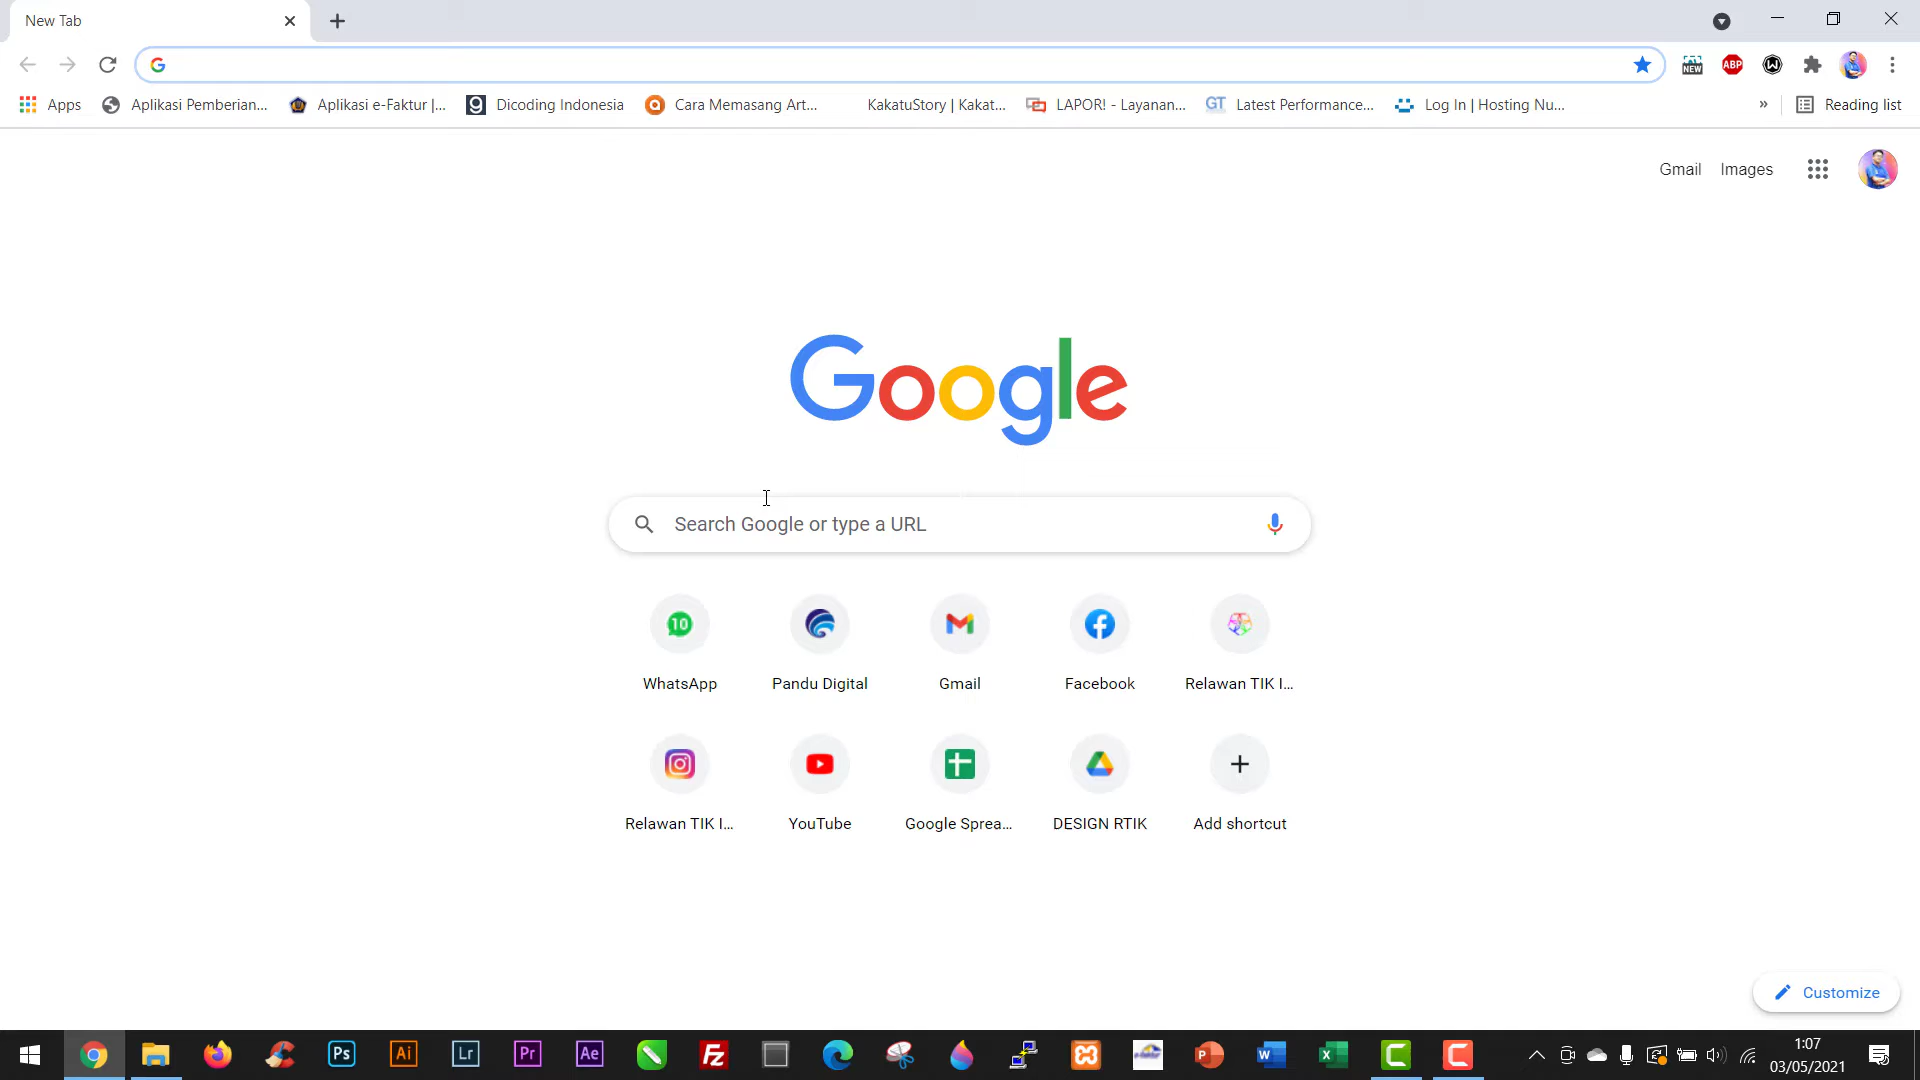 New Tab
Apps Aplikasi Pemberian... Aplikasi e-Faktur |... Dicoding Indonesia Cara Memasang Art... KakatuStory | Kakat... LAPOR! - Layanan... GT Latest Performance... Log In | Hosting Nu... » Reading list
NEW ABP
Gmail Images
Google
Search Google or type a URL
10
WhatsApp Pandu Digital Gmail Facebook Relawan TIK I...
Relawan TIK I... YouTube Google Sprea... DESIGN RTIK Add shortcut
Customize
Ps Ai Lr Pr Ae Fz
1:07
03/05/2021